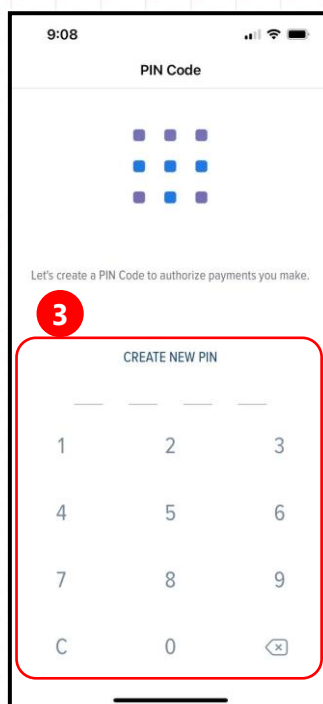 9:08
PIN Code
Let's create a PIN Code to authorize payments you make.
3
CREATE NEW PIN
1 2 3
4 5 6
7 8 9
C 0